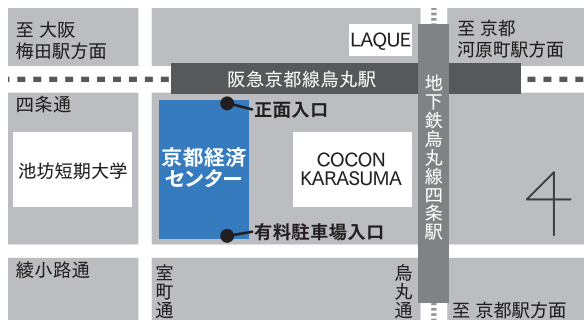 至 大阪
梅田駅方面
LAQUE
至 京都
河原町駅方面
阪急京都線烏丸駅
地下鉄烏丸線四条駅
四条通
正面入口
池坊短期大学
京都経済
センター
COCON
KARASUMA
有料駐車場入口
綾小路通
室町通
烏丸通
至 京都駅方面